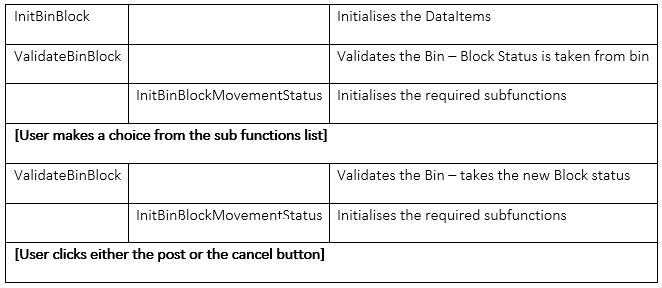 InitBinBlock Initialises the DataItems
ValidateBinBlock Validates the Bin – Block Status is taken from bin
InitBinBlockMovementStatus Initialises the required subfunctions
[User makes a choice from the sub functions list]
ValidateBinBlock Validates the Bin – takes the new Block status
InitBinBlockMovementStatus Initialises the required subfunctions
[User clicks either the post or the cancel button]